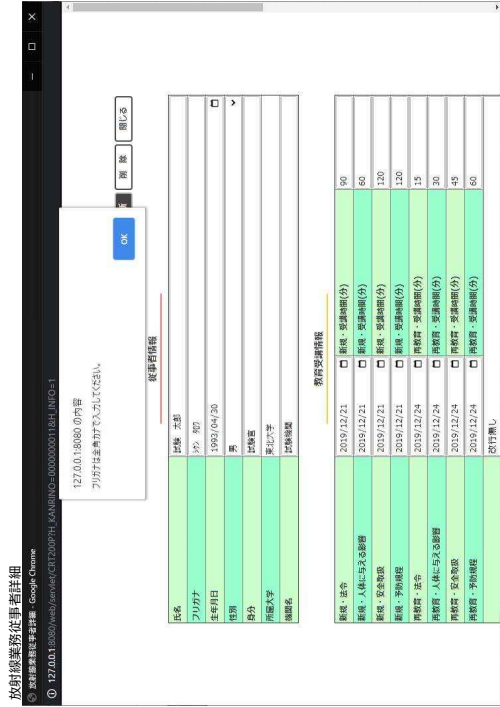 放射線業務従事者詳細
放射線業務従事者詳細 - Google Chrome
127.0.0.1:8080/web/servlet/CRT200P?H_KANRINO=0000000011&H_INFO=1
127.0.0.1:8080 の内容
フリガナは全角カナで入力してください。
OK
削 除 閉じる
従事者情報
氏名 試験 太郎
フリガナ ｼｹﾝ ﾀﾛｳ
生年月日 1993/04/30
性別 男
身分 試験官
所属大学 東北大学
機関名 試験機関
教育受講情報
新規・法令 2019/12/21 新規・受講時間(分) 90
新規・人体に与える影響 2019/12/21 新規・受講時間(分) 60
新規・安全取扱 2019/12/21 新規・受講時間(分) 120
新規・予防規程 2019/12/21 新規・受講時間(分) 120
再教育・法令 2019/12/24 再教育・受講時間(分) 15
再教育・人体に与える影響 2019/12/24 再教育・受講時間(分) 30
再教育・安全取扱 2019/12/24 再教育・受講時間(分) 45
再教育・予防規程 2019/12/24 再教育・受講時間(分) 60
改行無し